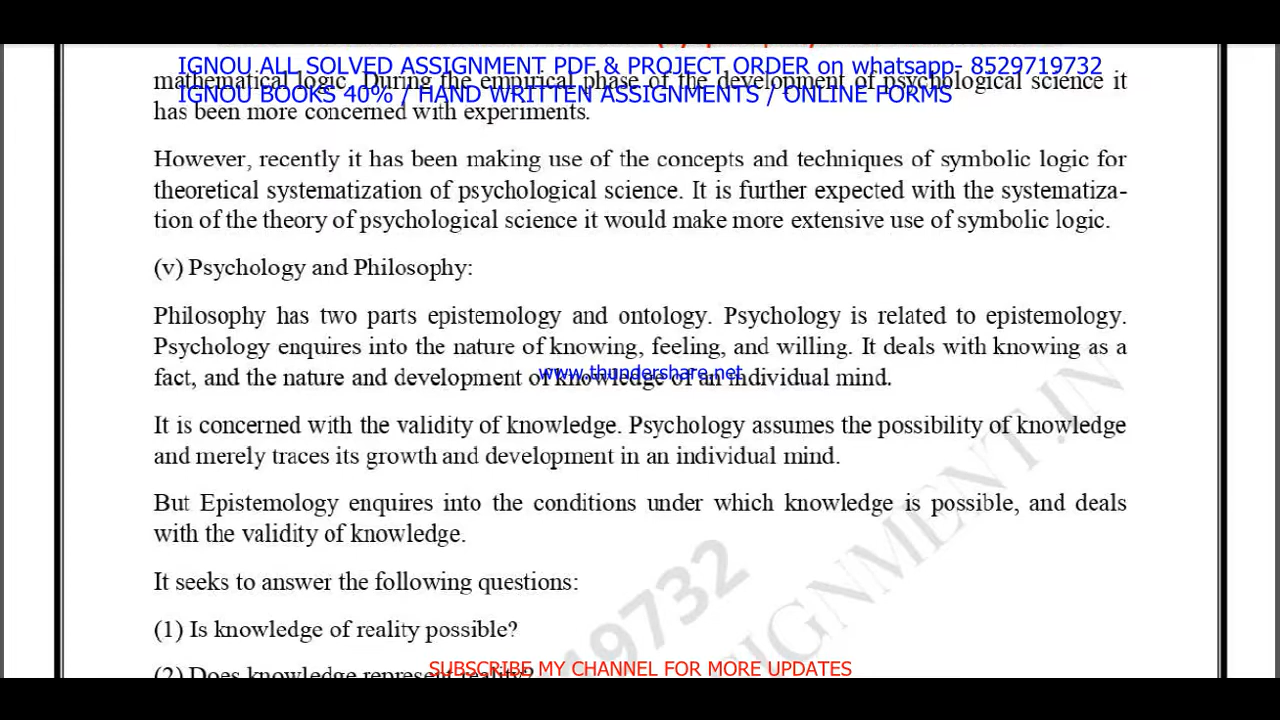 IGNOU ALL SOLVED ASSIGNMENT PDF & PROJECT ORDER on whatsapp- 8529719732
mathematical logic. During the empirical phase of the development of psychological science it
IGNOU BOOKS 40% / HAND WRITTEN ASSIGNMENTS / ONLINE FORMS
has been more concerned with experiments.
However, recently it has been making use of the concepts and techniques of symbolic logic for
theoretical systematization of psychological science. It is further expected with the systematiza-
tion of the theory of psychological science it would make more extensive use of symbolic logic.
(v) Psychology and Philosophy:
Philosophy has two parts epistemology and ontology. Psychology is related to epistemology.
Psychology enquires into the nature of knowing, feeling, and willing. It deals with knowing as a
www.thundershare.net
fact, and the nature and development of knowledge of an individual mind.
It is concerned with the validity of knowledge. Psychology assumes the possibility of knowledge
and merely traces its growth and development in an individual mind.
But Epistemology enquires into the conditions under which knowledge is possible, and deals
with the validity of knowledge.
It seeks to answer the following questions:
(1) Is knowledge of reality possible?
SUBSCRIBE MY CHANNEL FOR MORE UPDATES
(2) Does knowledge represent reality?
19732
IGNMENT.IN